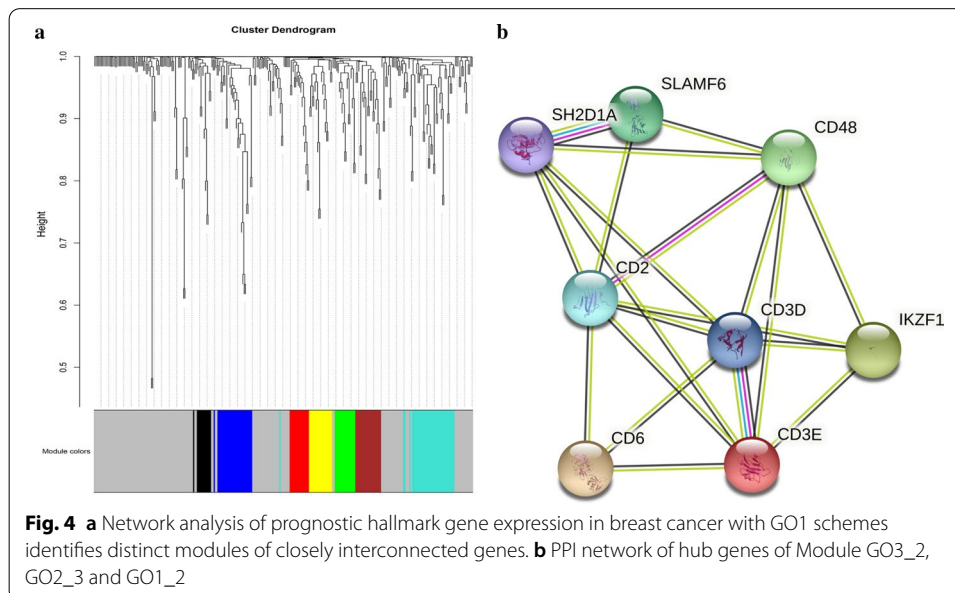 a
b
Cluster Dendrogram
Height
1.0
0.9
0.8
0.7
0.6
0.5
Module colors
SLAMF6
SH2D1A
CD48
CD2
CD3D
IKZF1
CD3E
CD6
Fig. 4 a Network analysis of prognostic hallmark gene expression in breast cancer with GO1 schemes
identifies distinct modules of closely interconnected genes. b PPI network of hub genes of Module GO3_2,
GO2_3 and GO1_2